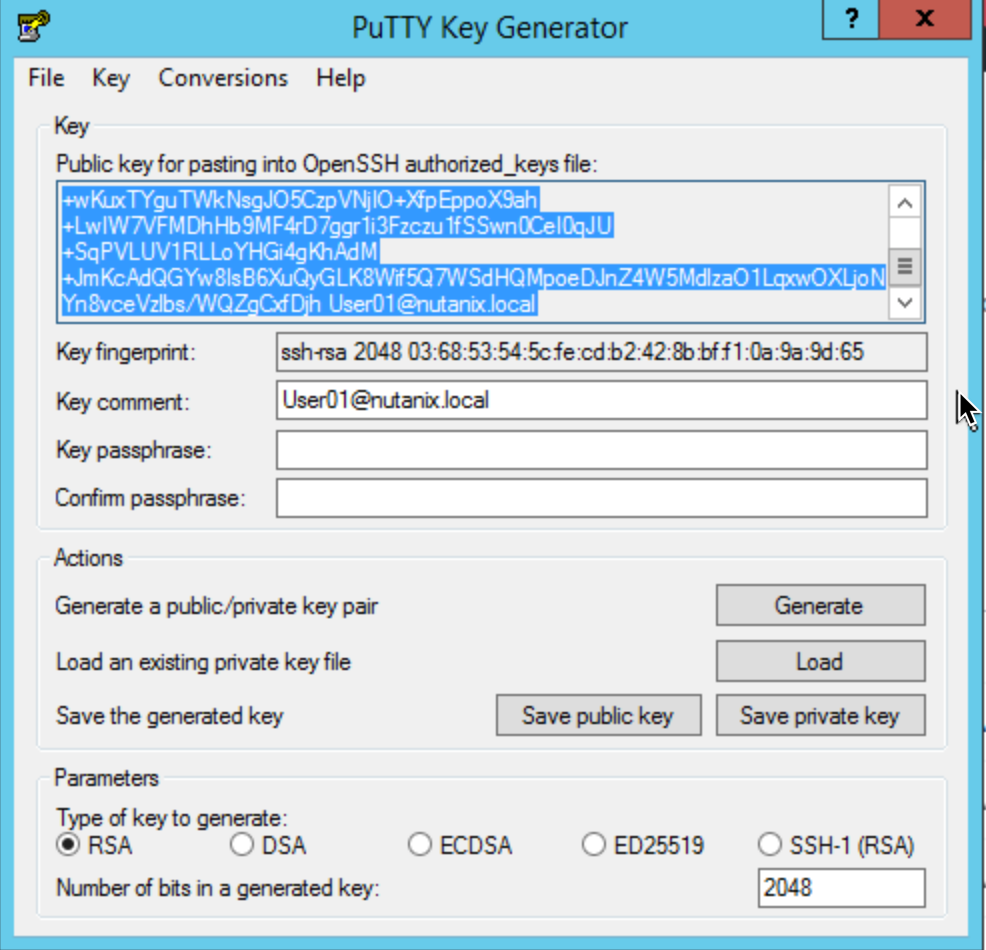 PuTTY Key Generator
? X
File Key Conversions Help
Key
Public key for pasting into OpenSSH authorized_keys file:
+wKuxTYguTWkNsgJO5CzpVNjlO+XfpEppoX9ah
+LwIW7VFMDhHb9MF4rD7ggr1i3Fzczu1fSSwn0CeI0qJU
+SqPVLUV1RLLoYHGi4gKhAdM
+JmKcAdQGYw8IsB6XuQyGLK8Wif5Q7WSdHQMpoeDJnZ4W5MdlzaO1LqxwOXLjoN
Yn8vceVzlbs/WQZgCxfDjh User01@nutanix.local
Key fingerprint: ssh-rsa 2048 03:68:53:54:5c:fe:cd:b2:42:8b:bf:f1:0a:9a:9d:65
Key comment: User01@nutanix.local
Key passphrase:
Confirm passphrase:
Actions
Generate a public/private key pair Generate
Load an existing private key file Load
Save the generated key Save public key Save private key
Parameters
Type of key to generate:
RSA DSA ECDSA ED25519 SSH-1 (RSA)
Number of bits in a generated key: 2048